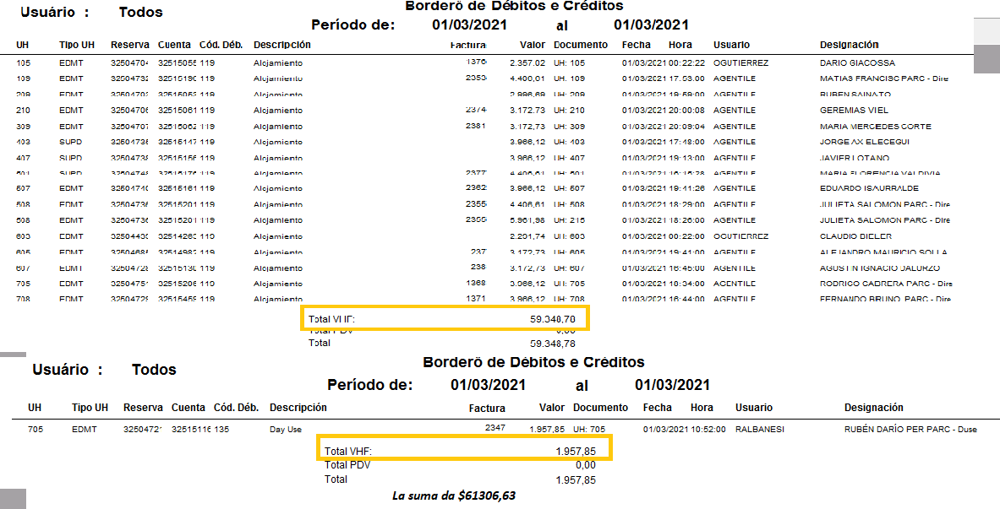 Borderô de Débitos e Créditos
Usuário : Todos
Período de: 01/03/2021 al 01/03/2021
UH Tipo UH Reserva Cuenta Cód. Déb. Descripción Factura Valor Documento Fecha Hora Usuario Designación
105 EDMT 32504704 32515055 119 Alojamiento 1376 2.357,02 UH: 105 01/03/2021 00:22:22 OGUTIERREZ DARIO GIACOSSA
109 EDMT 32504732 32515190 119 Alojamiento 2353 4.400,01 UH: 109 01/03/2021 17:53:00 AGENTILE MATIAS FRANCISC PARC - Dire
209 EDMT 32504702 32515053 119 Alojamiento 2.996,69 UH: 209 01/03/2021 19:59:00 AGENTILE RUBEN SAINATO
210 EDMT 32504706 32515061 119 Alojamiento 2374 3.172,73 UH: 210 01/03/2021 20:00:08 AGENTILE GEREMIAS VIEL
309 EDMT 32504707 32515062 119 Alojamiento 2381 3.172,73 UH: 309 01/03/2021 20:09:04 AGENTILE MARIA MERCEDES CORTE
403 SUPD 32504735 32515147 119 Alojamiento 3.966,12 UH: 403 01/03/2021 17:48:00 AGENTILE JORGE AX ELECEGUI
407 SUPD 32504738 32515156 119 Alojamiento 3.966,12 UH: 407 01/03/2021 19:13:00 AGENTILE JAVIER LOTANO
501 SUPD 32504748 32515176 119 Alojamiento 2377 4.406,61 UH: 501 01/03/2021 16:15:28 AGENTILE MARIA FLORENCIA VALDIVIA
507 EDMT 32504740 32515161 119 Alojamiento 2362 3.966,12 UH: 507 01/03/2021 19:41:26 AGENTILE EDUARDO ISAURRALDE
508 EDMT 32504736 32515201 119 Alojamiento 2355 4.406,61 UH: 508 01/03/2021 18:29:00 AGENTILE JULIETA SALOMON PARC - Dire
508 EDMT 32504736 32515201 119 Alojamiento 2355 5.961,98 UH: 215 01/03/2021 18:26:00 AGENTILE JULIETA SALOMON PARC - Dire
603 EDMT 32504439 32514263 119 Alojamiento 2.291,74 UH: 603 01/03/2021 00:22:00 OGUTIERREZ CLAUDIO BIELER
605 EDMT 32504685 32514982 119 Alojamiento 237 3.172,73 UH: 605 01/03/2021 19:41:00 AGENTILE ALEJANDRO MAURICIO SOLLA
607 EDMT 32504728 32515130 119 Alojamiento 238 3.172,73 UH: 607 01/03/2021 16:45:00 AGENTILE AGUSTIN IGNACIO DALURZO
705 EDMT 32504751 32515206 119 Alojamiento 1368 3.966,12 UH: 705 01/03/2021 18:34:00 AGENTILE RODRIGO CABRERA PARC - Dire
708 EDMT 32504729 32515459 119 Alojamiento 1371 3.966,12 UH: 708 01/03/2021 16:44:00 AGENTILE FERNANDO BRUNO. PARC - Dire
Total VHF: 59.348,78
Total PDV 0,00
Total 59.348,78
Borderô de Débitos e Créditos
Usuário : Todos
Período de: 01/03/2021 al 01/03/2021
UH Tipo UH Reserva Cuenta Cód. Déb. Descripción Factura Valor Documento Fecha Hora Usuario Designación
705 EDMT 32504721 32515116 135 Day Use 2347 1.957,85 UH: 705 01/03/2021 10:52:00 RALBANESI RUBÉN DARÍO PER PARC - Duse
Total VHF: 1.957,85
Total PDV 0,00
Total 1.957,85
La suma da $61306,63